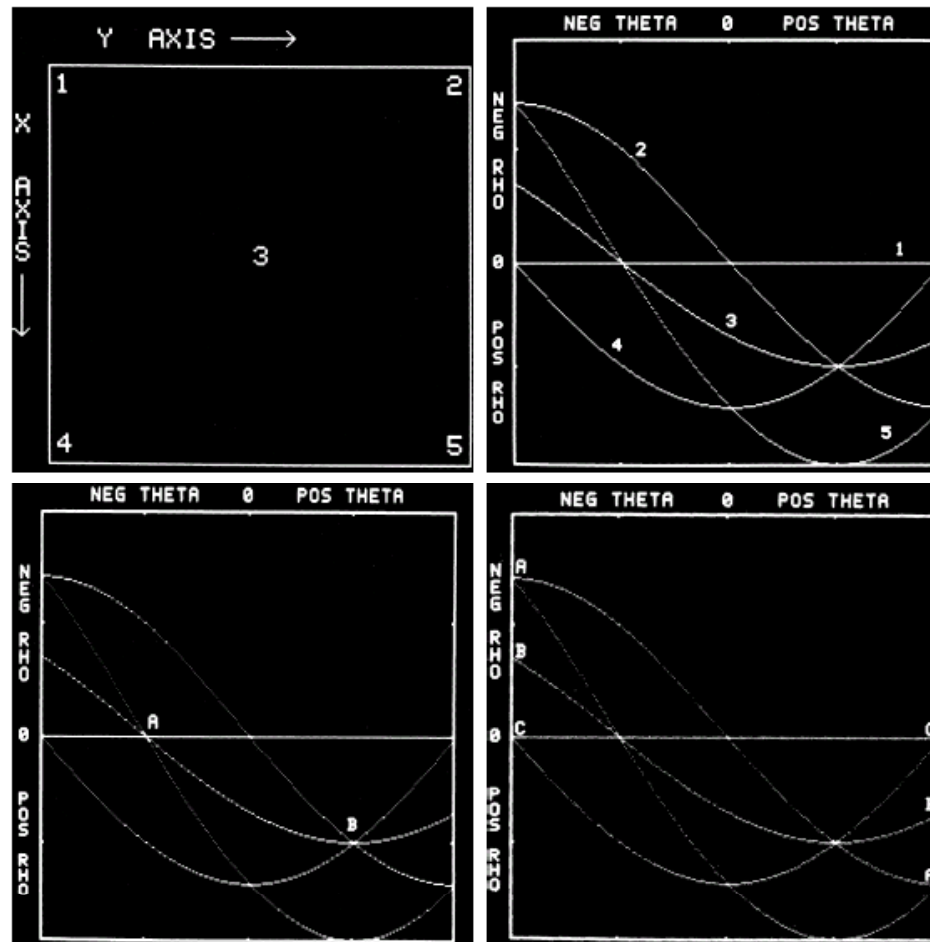 Y AXIS
1
2
X AXIS
3
4
5
NEG THETA 0 POS THETA
NEG RHO 0 POS RHO
2
1
3
4
5
NEG THETA 0 POS THETA
NEG RHO 0 POS RHO
A
B
NEG THETA 0 POS THETA
NEG RHO 0 POS RHO
A
B
C